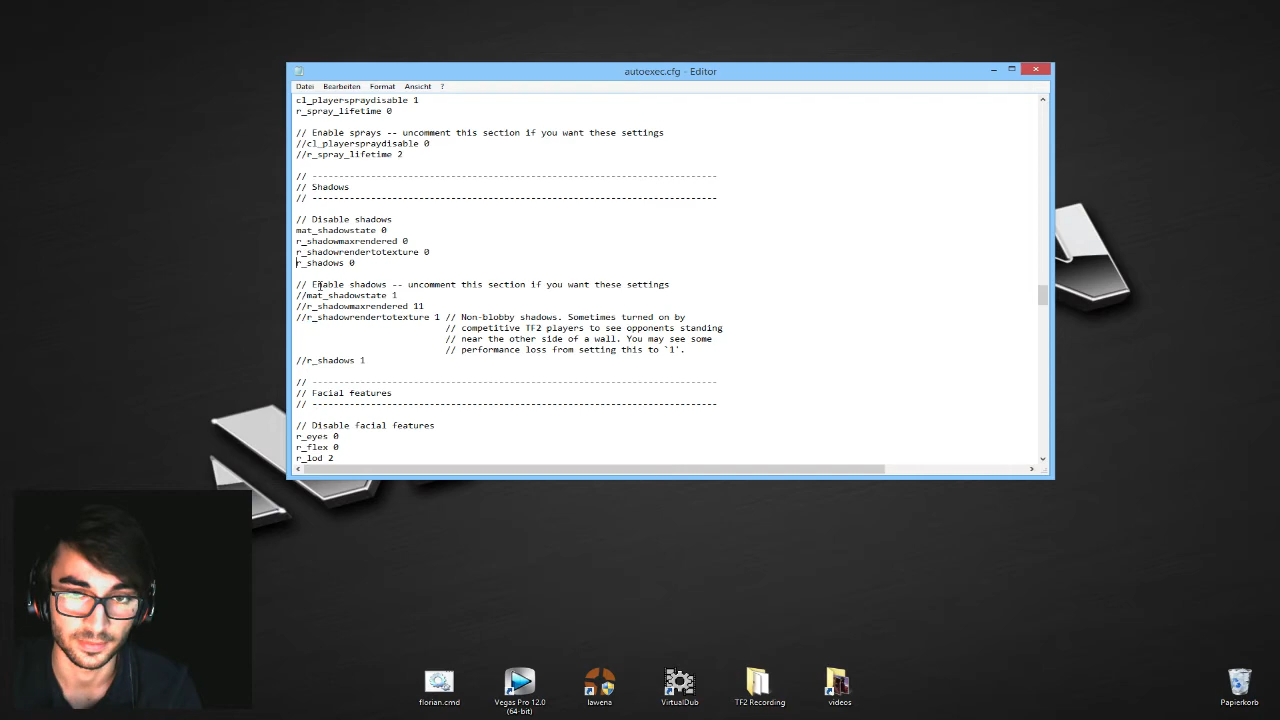 autoexec.cfg - Editor
Datei Bearbeiten Format Ansicht ?
cl_playerspraydisable 1
r_spray_lifetime 0
// Enable sprays -- uncomment this section if you want these settings
//cl_playerspraydisable 0
//r_spray_lifetime 2
// ---------------------------------------------------------------------------
// Shadows
// ---------------------------------------------------------------------------
// Disable shadows
mat_shadowstate 0
r_shadowmaxrendered 0
r_shadowrendertotexture 0
r_shadows 0
// Enable shadows -- uncomment this section if you want these settings
//mat_shadowstate 1
//r_shadowmaxrendered 11
//r_shadowrendertotexture 1 // Non-blobby shadows. Sometimes turned on by
// competitive TF2 players to see opponents standing
// near the other side of a wall. You may see some
// performance loss from setting this to `1'.
//r_shadows 1
// ---------------------------------------------------------------------------
// Facial features
// ---------------------------------------------------------------------------
// Disable facial features
r_eyes 0
r_flex 0
r_lod 2
florian.cmd
Vegas Pro 12.0
(64-bit)
lawena
VirtualDub
TF2 Recording
videos
Papierkorb